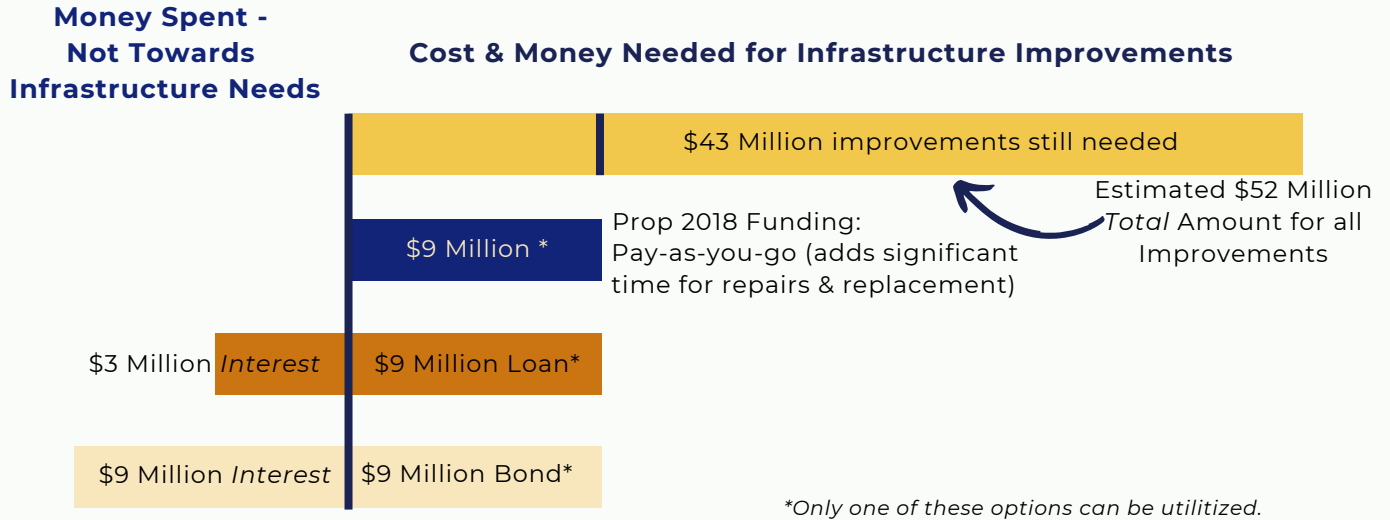 Money Spent -
Not Towards
Infrastructure Needs
Cost & Money Needed for Infrastructure Improvements
$43 Million improvements still needed
Estimated $52 Million
Total Amount for all
Improvements
$9 Million *
Prop 2018 Funding:
Pay-as-you-go (adds significant
time for repairs & replacement)
$3 Million Interest
$9 Million Loan*
$9 Million Interest
$9 Million Bond*
*Only one of these options can be utilitized.